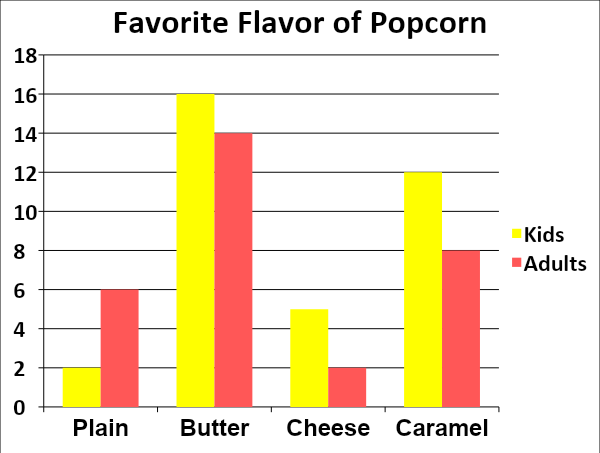 Favorite Flavor of Popcorn
18
16
14
12
10
8
6
4
2
0
Plain Butter Cheese Caramel
Kids
Adults